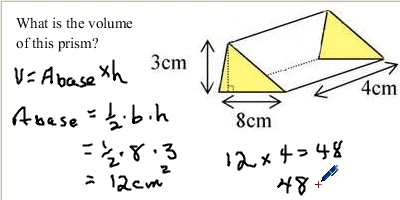 What is the volume
of this prism?
V = Abase × h
Abase = ½ · b · h
= ½ · 8 · 3
= 12cm²
3cm
8cm
4cm
12 × 4 = 48
48